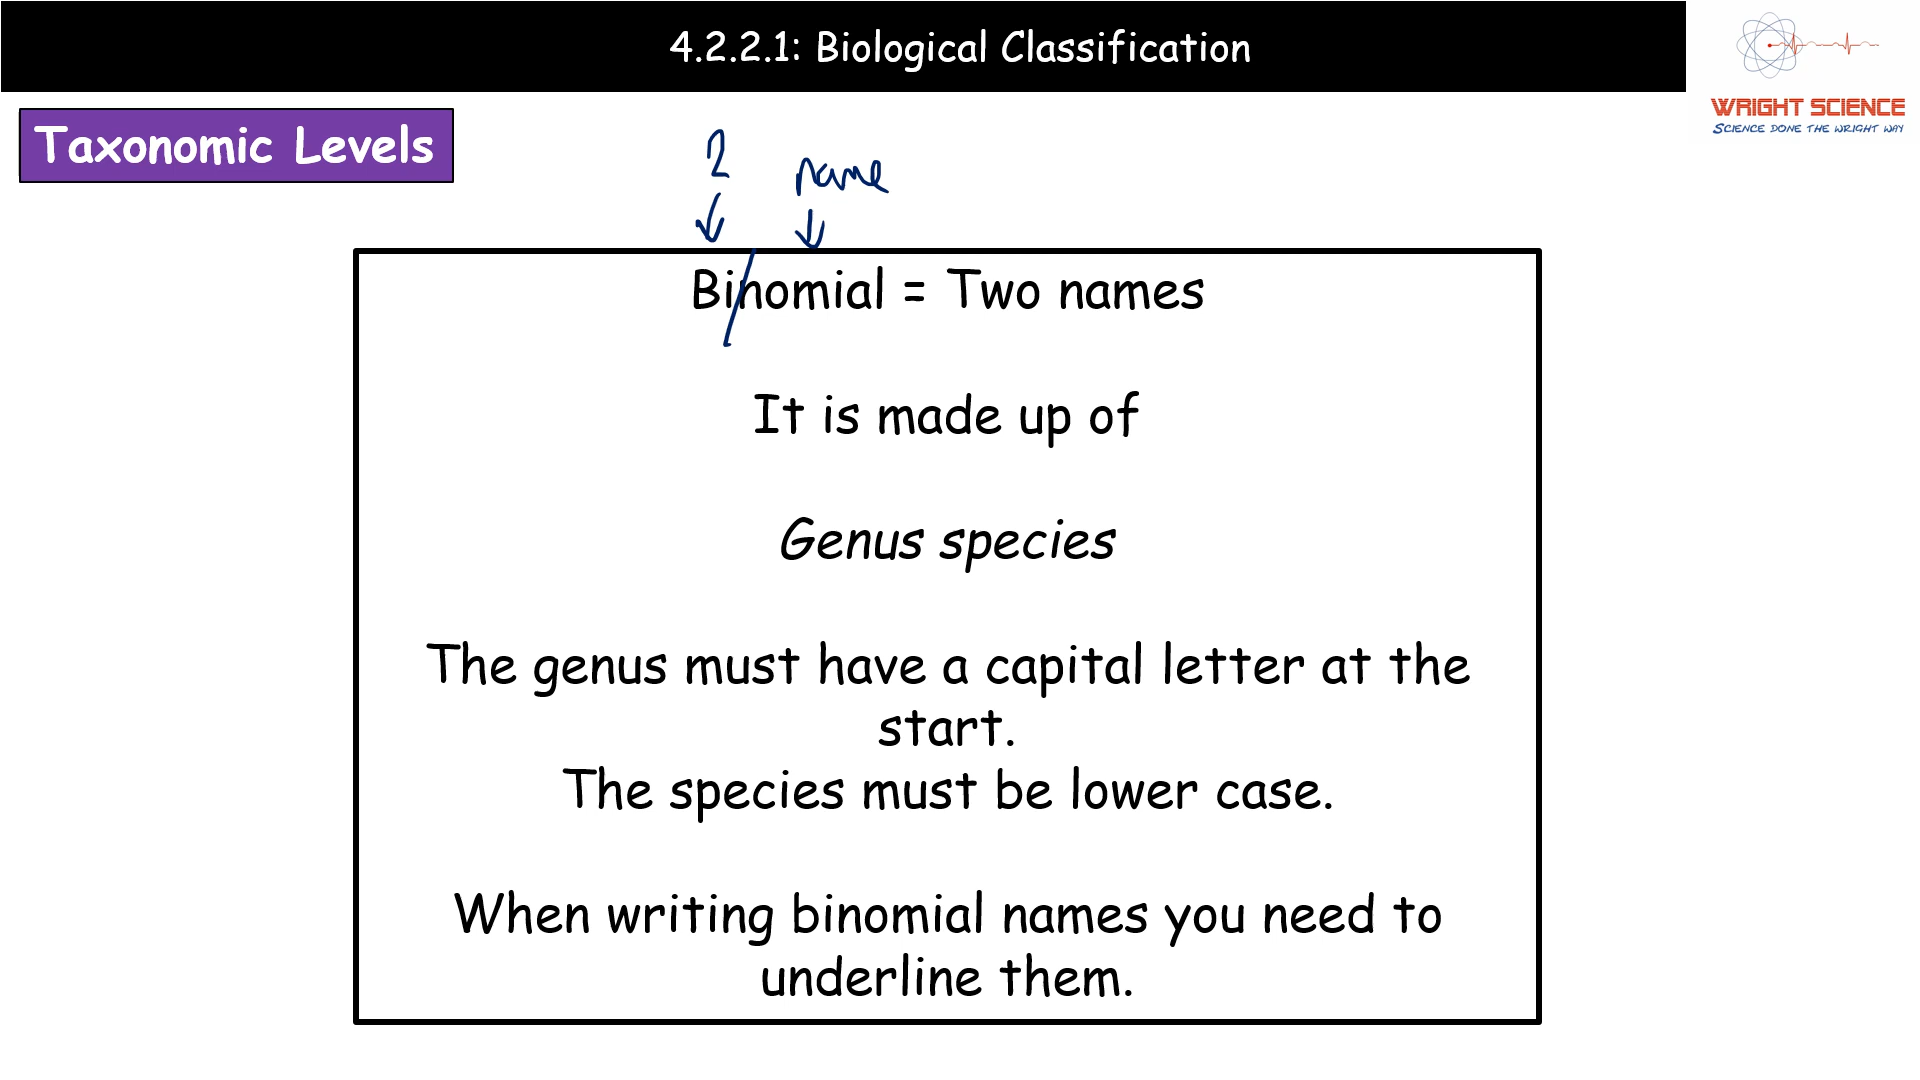 4.2.2.1: Biological Classification
WRIGHT SCIENCE
SCIENCE DONE THE WRIGHT WAY
Taxonomic Levels
2 name
Binomial = Two names
It is made up of
Genus species
The genus must have a capital letter at the
start.
The species must be lower case.
When writing binomial names you need to
underline them.